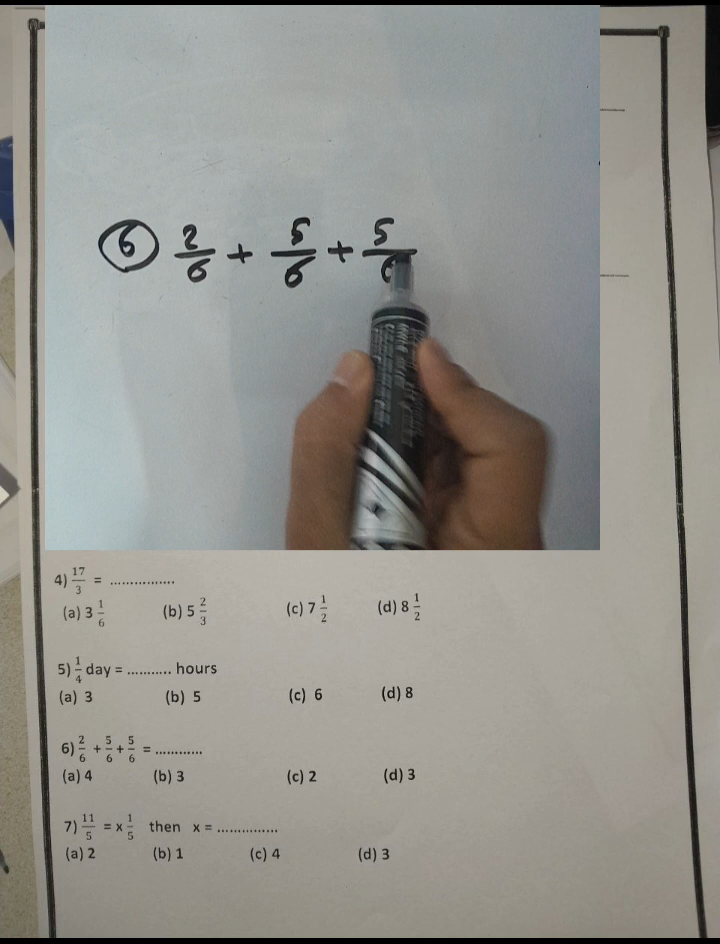 6 2/6 + 5/6 + 5/6
4) 17/3 = ................
(a) 3 1/6 (b) 5 2/3 (c) 7 1/2 (d) 8 1/2
5) 1/4 day = ........... hours
(a) 3 (b) 5 (c) 6 (d) 8
6) 2/6 + 5/6 + 5/6 = ............
(a) 4 (b) 3 (c) 2 (d) 3
7) 11/5 = x 1/5 then x = ...............
(a) 2 (b) 1 (c) 4 (d) 3